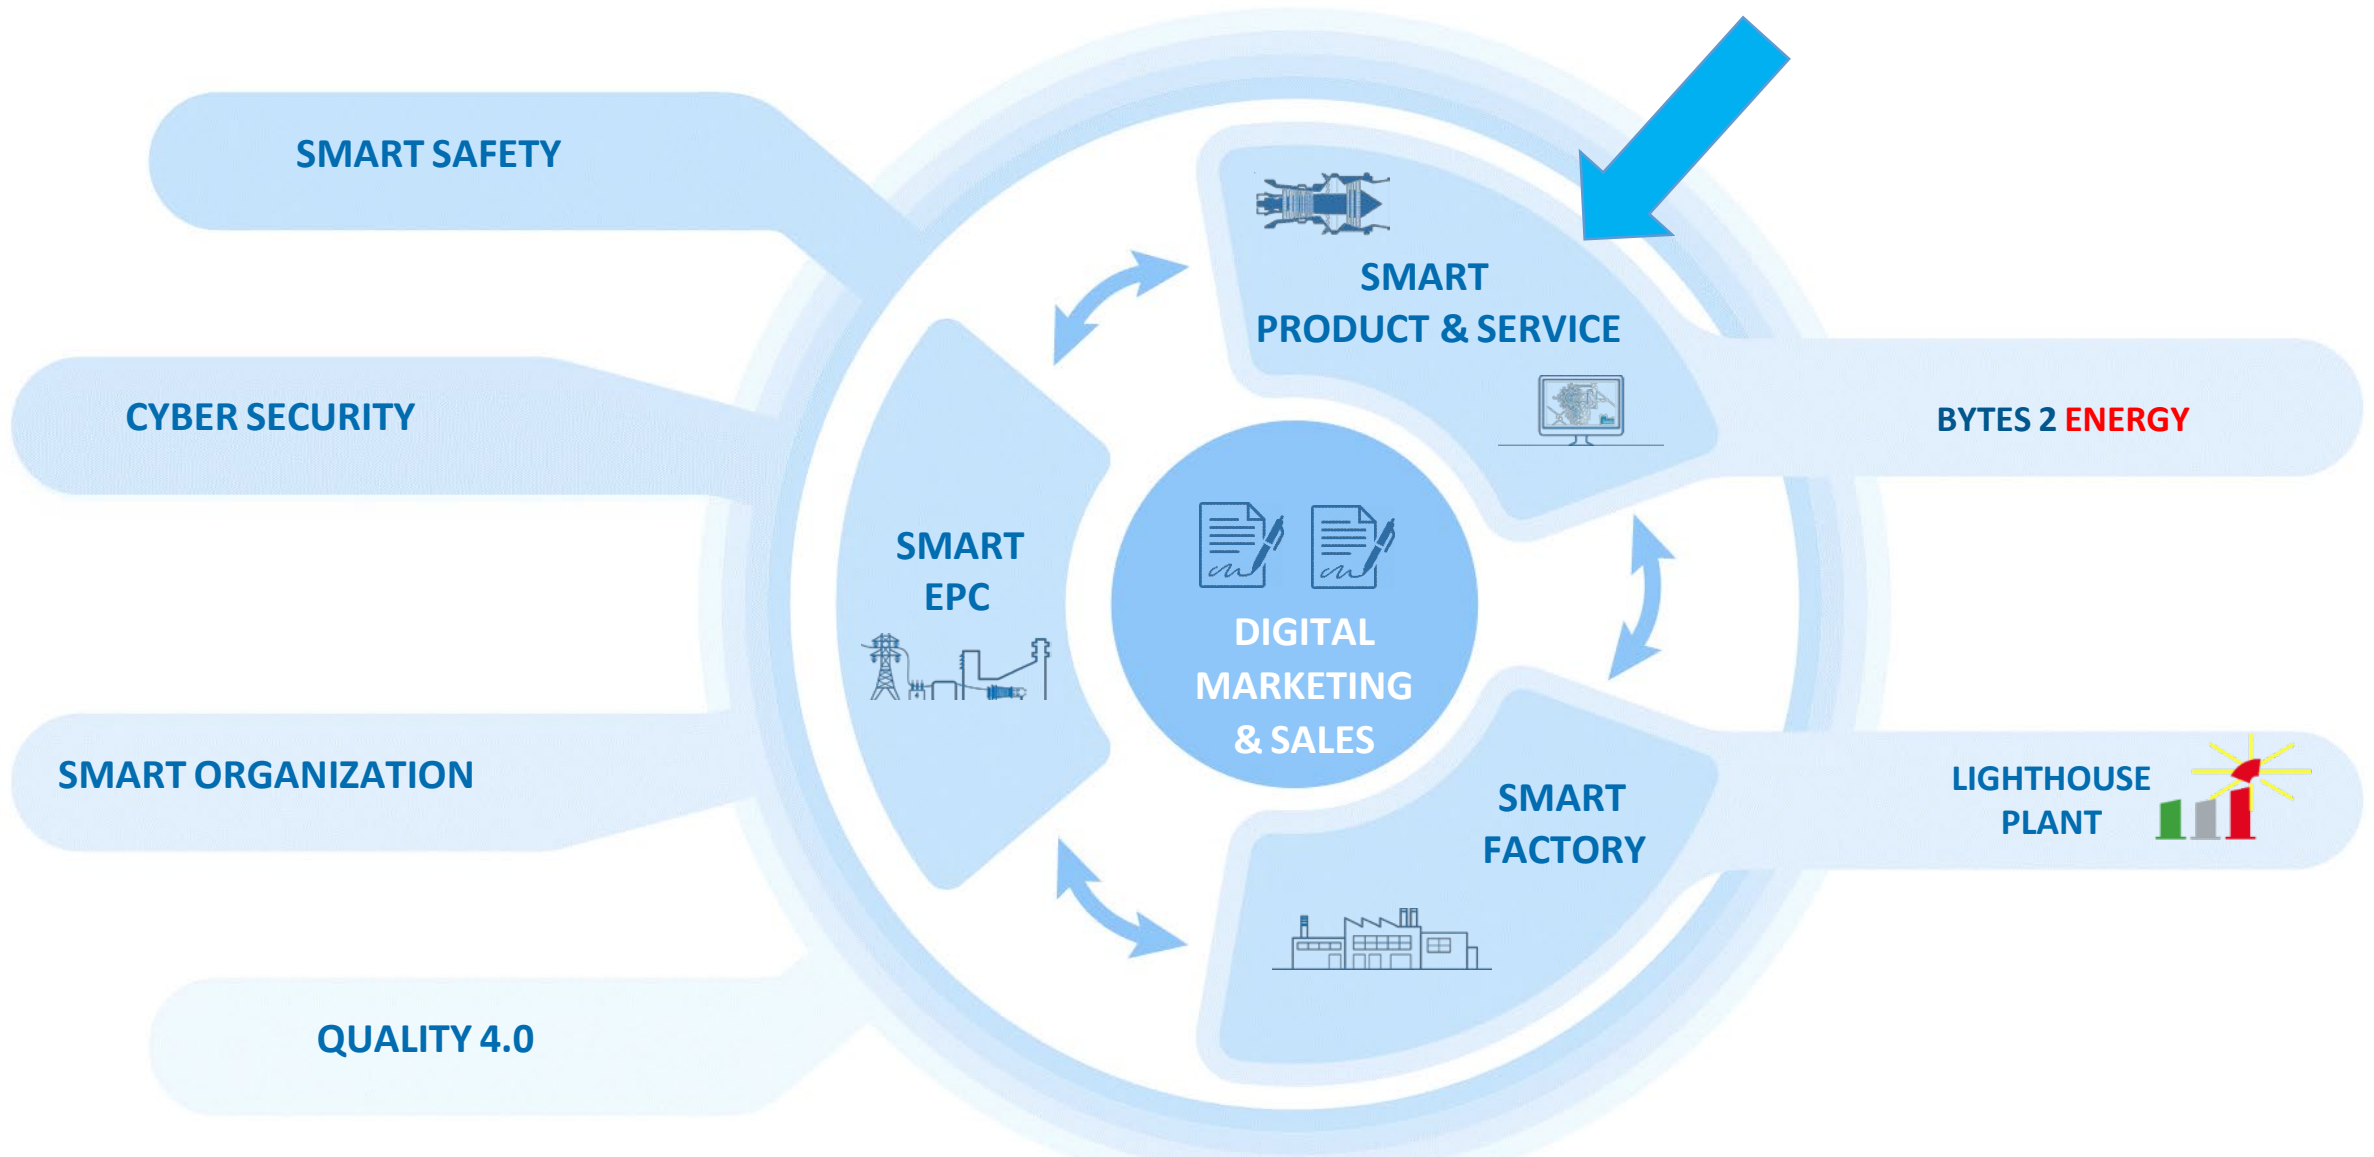 SMART SAFETY
CYBER SECURITY
SMART ORGANIZATION
QUALITY 4.0
SMART
EPC
SMART
PRODUCT & SERVICE
DIGITAL
MARKETING
& SALES
SMART
FACTORY
BYTES 2 ENERGY
LIGHTHOUSE
PLANT